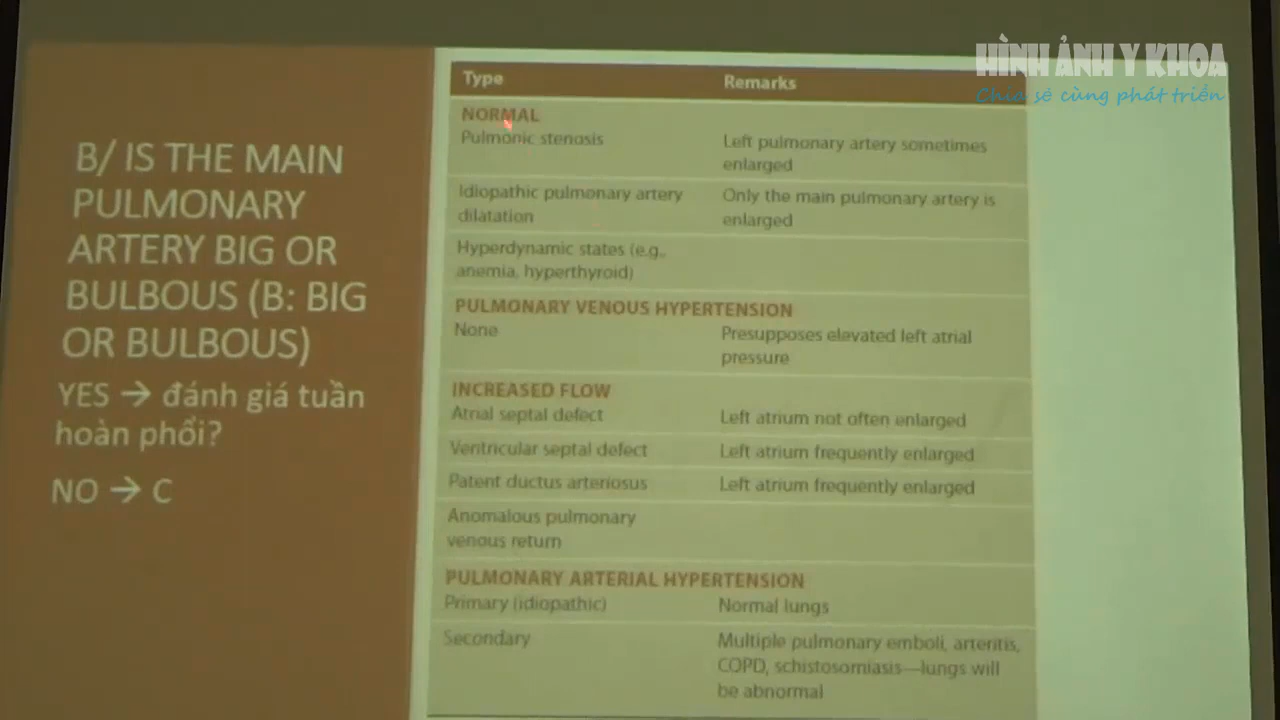 HÌNH ẢNH Y KHOA
Chia sẻ cùng phát triển
B/ IS THE MAIN
PULMONARY
ARTERY BIG OR
BULBOUS (B: BIG
OR BULBOUS)
YES → đánh giá tuần
hoàn phổi?
NO → C
Type Remarks
NORMAL
Pulmonic stenosis Left pulmonary artery sometimes
enlarged
Idiopathic pulmonary artery Only the main pulmonary artery is
dilatation enlarged
Hyperdynamic states (e.g.,
anemia, hyperthyroid)
PULMONARY VENOUS HYPERTENSION
None Presupposes elevated left atrial
pressure
INCREASED FLOW
Atrial septal defect Left atrium not often enlarged
Ventricular septal defect Left atrium frequently enlarged
Patent ductus arteriosus Left atrium frequently enlarged
Anomalous pulmonary
venous return
PULMONARY ARTERIAL HYPERTENSION
Primary (idiopathic) Normal lungs
Secondary Multiple pulmonary emboli, arteritis,
COPD, schistosomiasis—lungs will
be abnormal